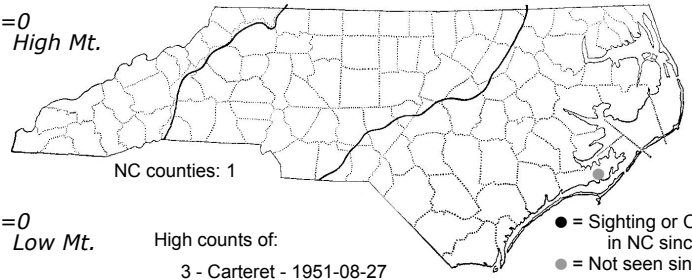 =0
High Mt.
NC counties: 1
=0
Low Mt.
High counts of:
3 - Carteret - 1951-08-27
● = Sighting or
in NC sinc
● = Not seen sin